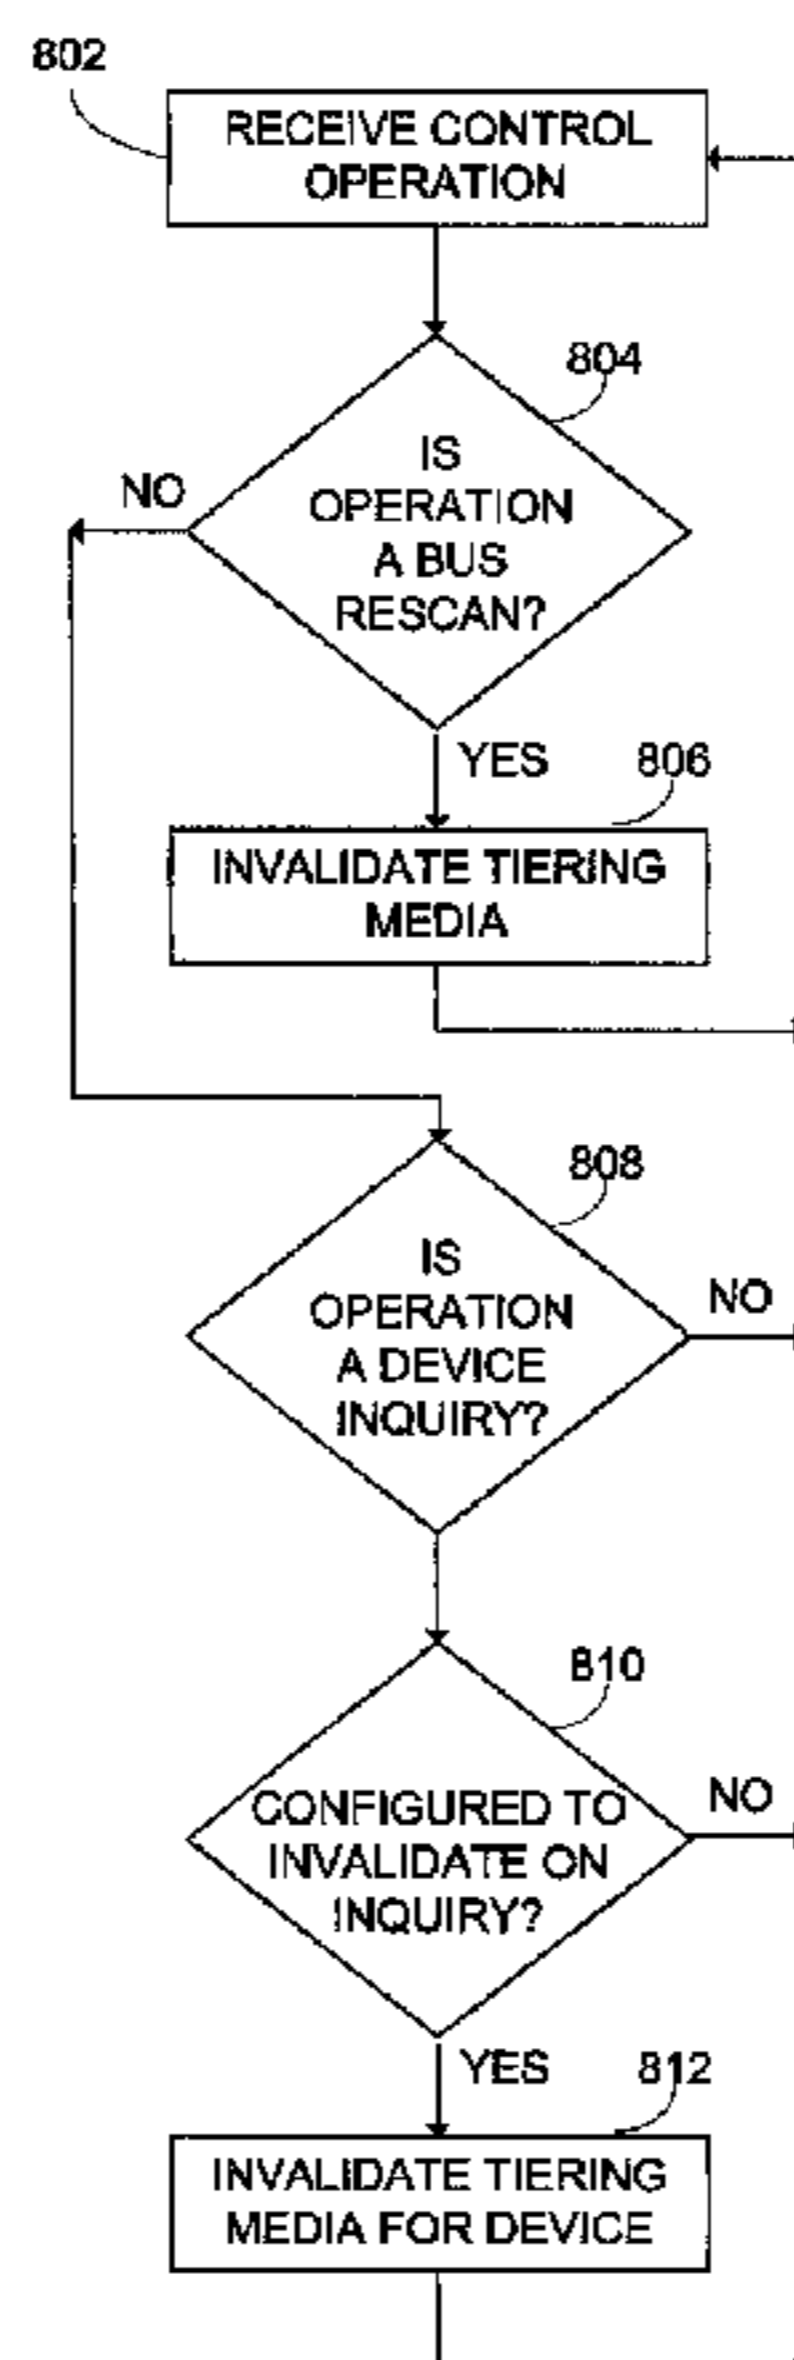 802
RECEIVE CONTROL
OPERATION
804
IS
OPERATION
A BUS
RESCAN?
NO
YES
806
INVALIDATE TIERING
MEDIA
808
IS
OPERATION
A DEVICE
INQUIRY?
NO
810
CONFIGURED TO
INVALIDATE ON
INQUIRY?
NO
YES
812
INVALIDATE TIERING
MEDIA FOR DEVICE